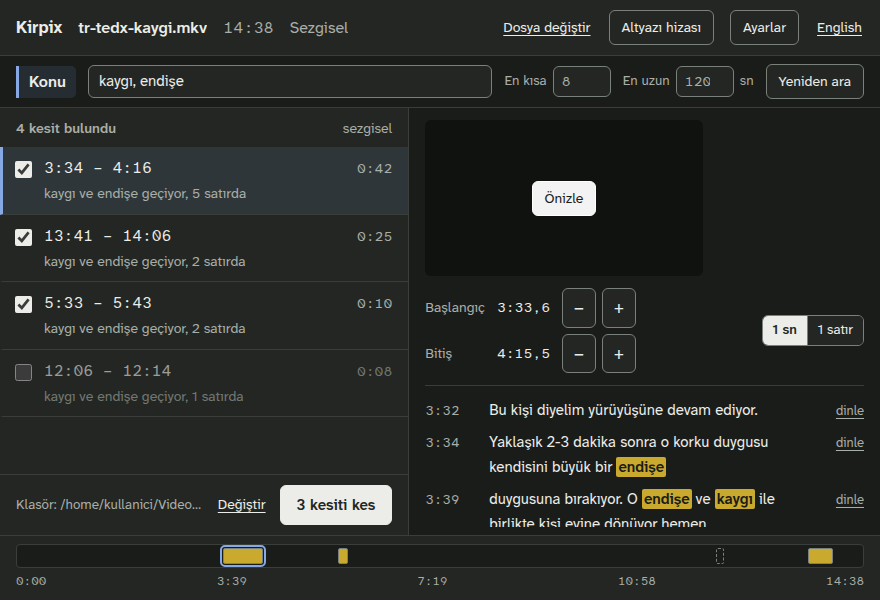 Kirpix tr-tedx-kaygi.mkv 14:38 Sezgisel Dosya değiştir Altyazı hizası Ayarlar English
Konu kaygı, endişe En kısa 8 En uzun 120 sn Yeniden ara
4 kesit bulundu sezgisel
3:34 – 4:16 0:42
kaygı ve endişe geçiyor, 5 satırda
13:41 – 14:06 0:25
kaygı ve endişe geçiyor, 2 satırda
5:33 – 5:43 0:10
kaygı ve endişe geçiyor, 2 satırda
12:06 – 12:14 0:08
kaygı ve endişe geçiyor, 1 satırda
Klasör: /home/kullanici/Video... Değiştir 3 kesiti kes
Önizle
Başlangıç 3:33,6 − +
Bitiş 4:15,5 − +
1 sn 1 satır
3:32 Bu kişi diyelim yürüyüşüne devam ediyor. dinle
3:34 Yaklaşık 2-3 dakika sonra o korku duygusu dinle
kendisini büyük bir endişe
3:39 duygusuna bırakıyor. O endişe ve kaygı ile dinle
birlikte kişi evine dönüyor hemen
0:00 3:39 7:19 10:58 14:38